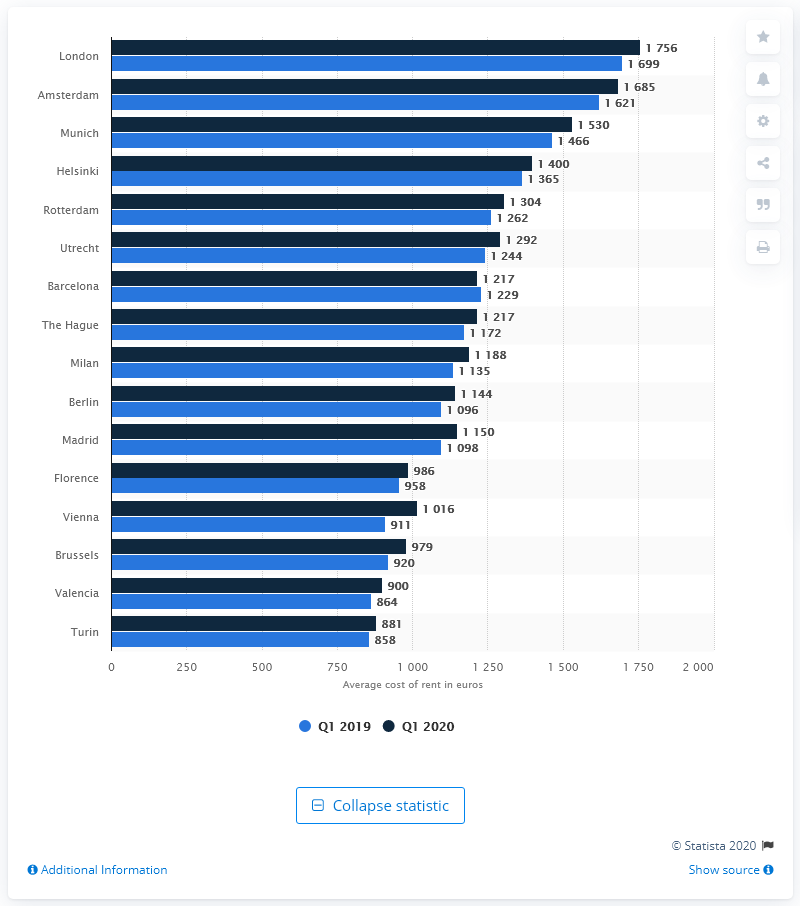 London 1 756
1 699
Amsterdam 1 685
1 621
Munich 1 530
1 466
Helsinki 1 400
1 365
Rotterdam 1 304
1 262
Utrecht 1 292
1 244
Barcelona 1 217
1 229
The Hague 1 217
1 172
Milan 1 188
1 135
Berlin 1 144
1 096
Madrid 1 150
1 098
Florence 986
958
Vienna 1 016
911
Brussels 979
920
Valencia 900
864
Turin 881
858
0 250 500 750 1 000 1 250 1 500 1 750 2 000
Average cost of rent in euros
Q1 2019 Q1 2020
Collapse statistic
© Statista 2020
Additional Information Show source